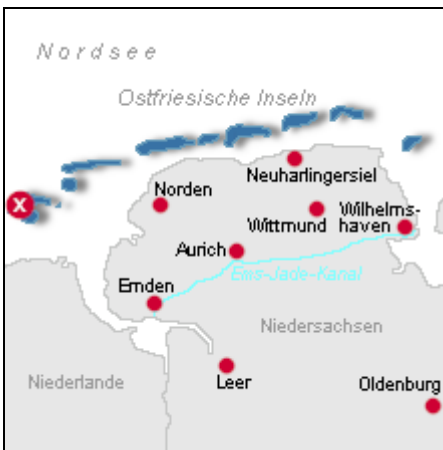 Nordsee
Ostfriesische Inseln
Neuharlingersiel
X
Norden
Wittmund
Wilhelms-
haven
Aurich
Ems-Jade-Kanal
Emden
Niedersachsen
Niederlande
Leer
Oldenburg